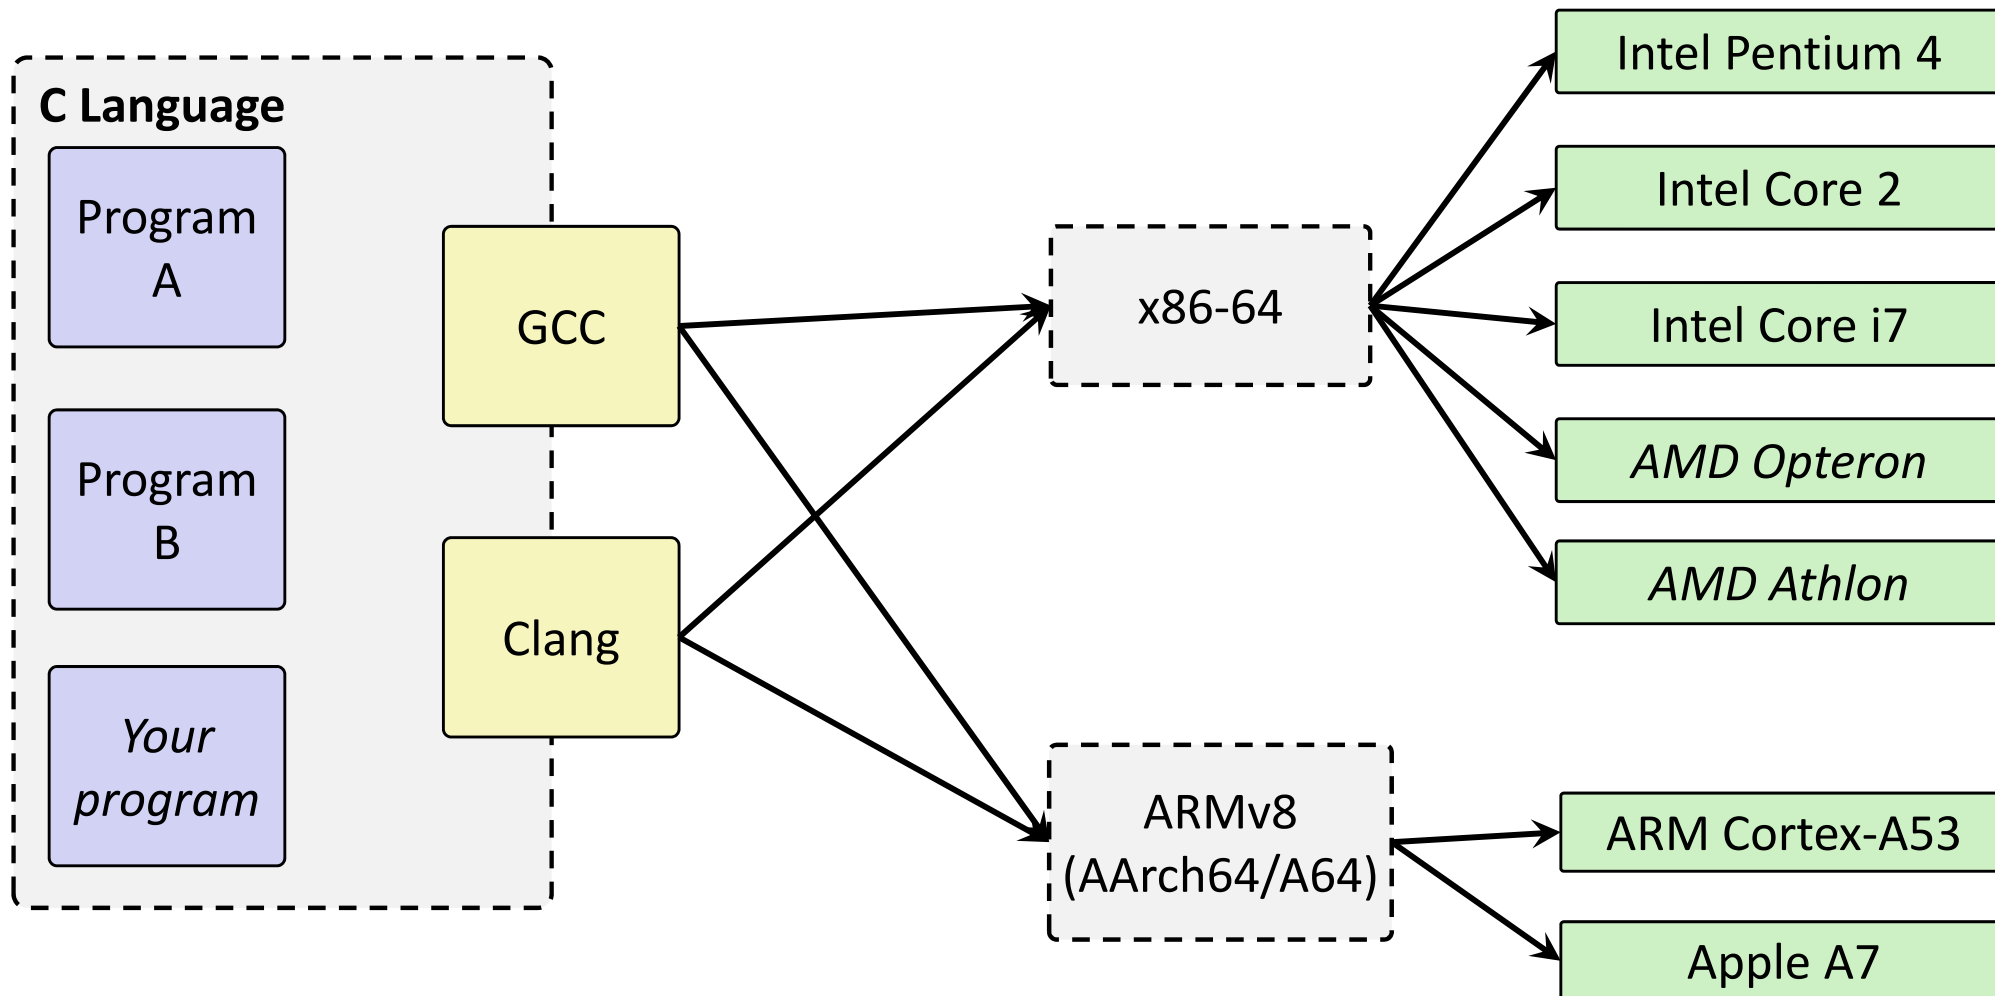 C Language
Program
A
Program
B
Your
program
GCC
Clang
x86-64
ARMv8
(AArch64/A64)
Intel Pentium 4
Intel Core 2
Intel Core i7
AMD Opteron
AMD Athlon
ARM Cortex-A53
Apple A7